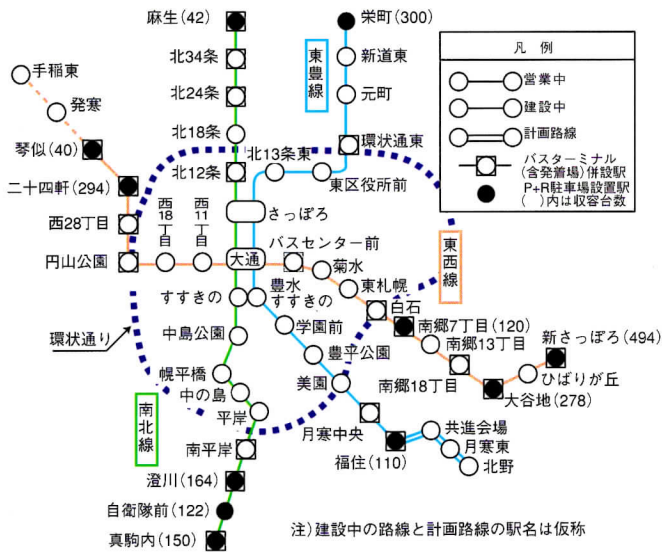 麻生(42)
北34条
北24条
北18条
北12条
栄町(300)
新道東
元町
環状通東
北13条東
東区役所前
東豊線
凡例
営業中
建設中
計画路線
バスターミナル
(含発着場)併設駅
P+R駐車場設置駅
( )内は収容台数
手稲東
発寒
琴似(40)
二十四軒(294)
西28丁目
円山公園
西18丁目
西11丁目
さっぽろ
大通
バスセンター前
菊水
東札幌
白石
南郷7丁目(120)
南郷13丁目
南郷18丁目
大谷地(278)
ひばりが丘
新さっぽろ(494)
東西線
すすきの
豊水
すすきの
中島公園
学園前
豊平公園
美園
月寒中央
福住(110)
共進会場
月寒東
北野
環状通り
幌平橋
中の島
平岸
南平岸
澄川(164)
自衛隊前(122)
真駒内(150)
南北線
注)建設中の路線と計画路線の駅名は仮称